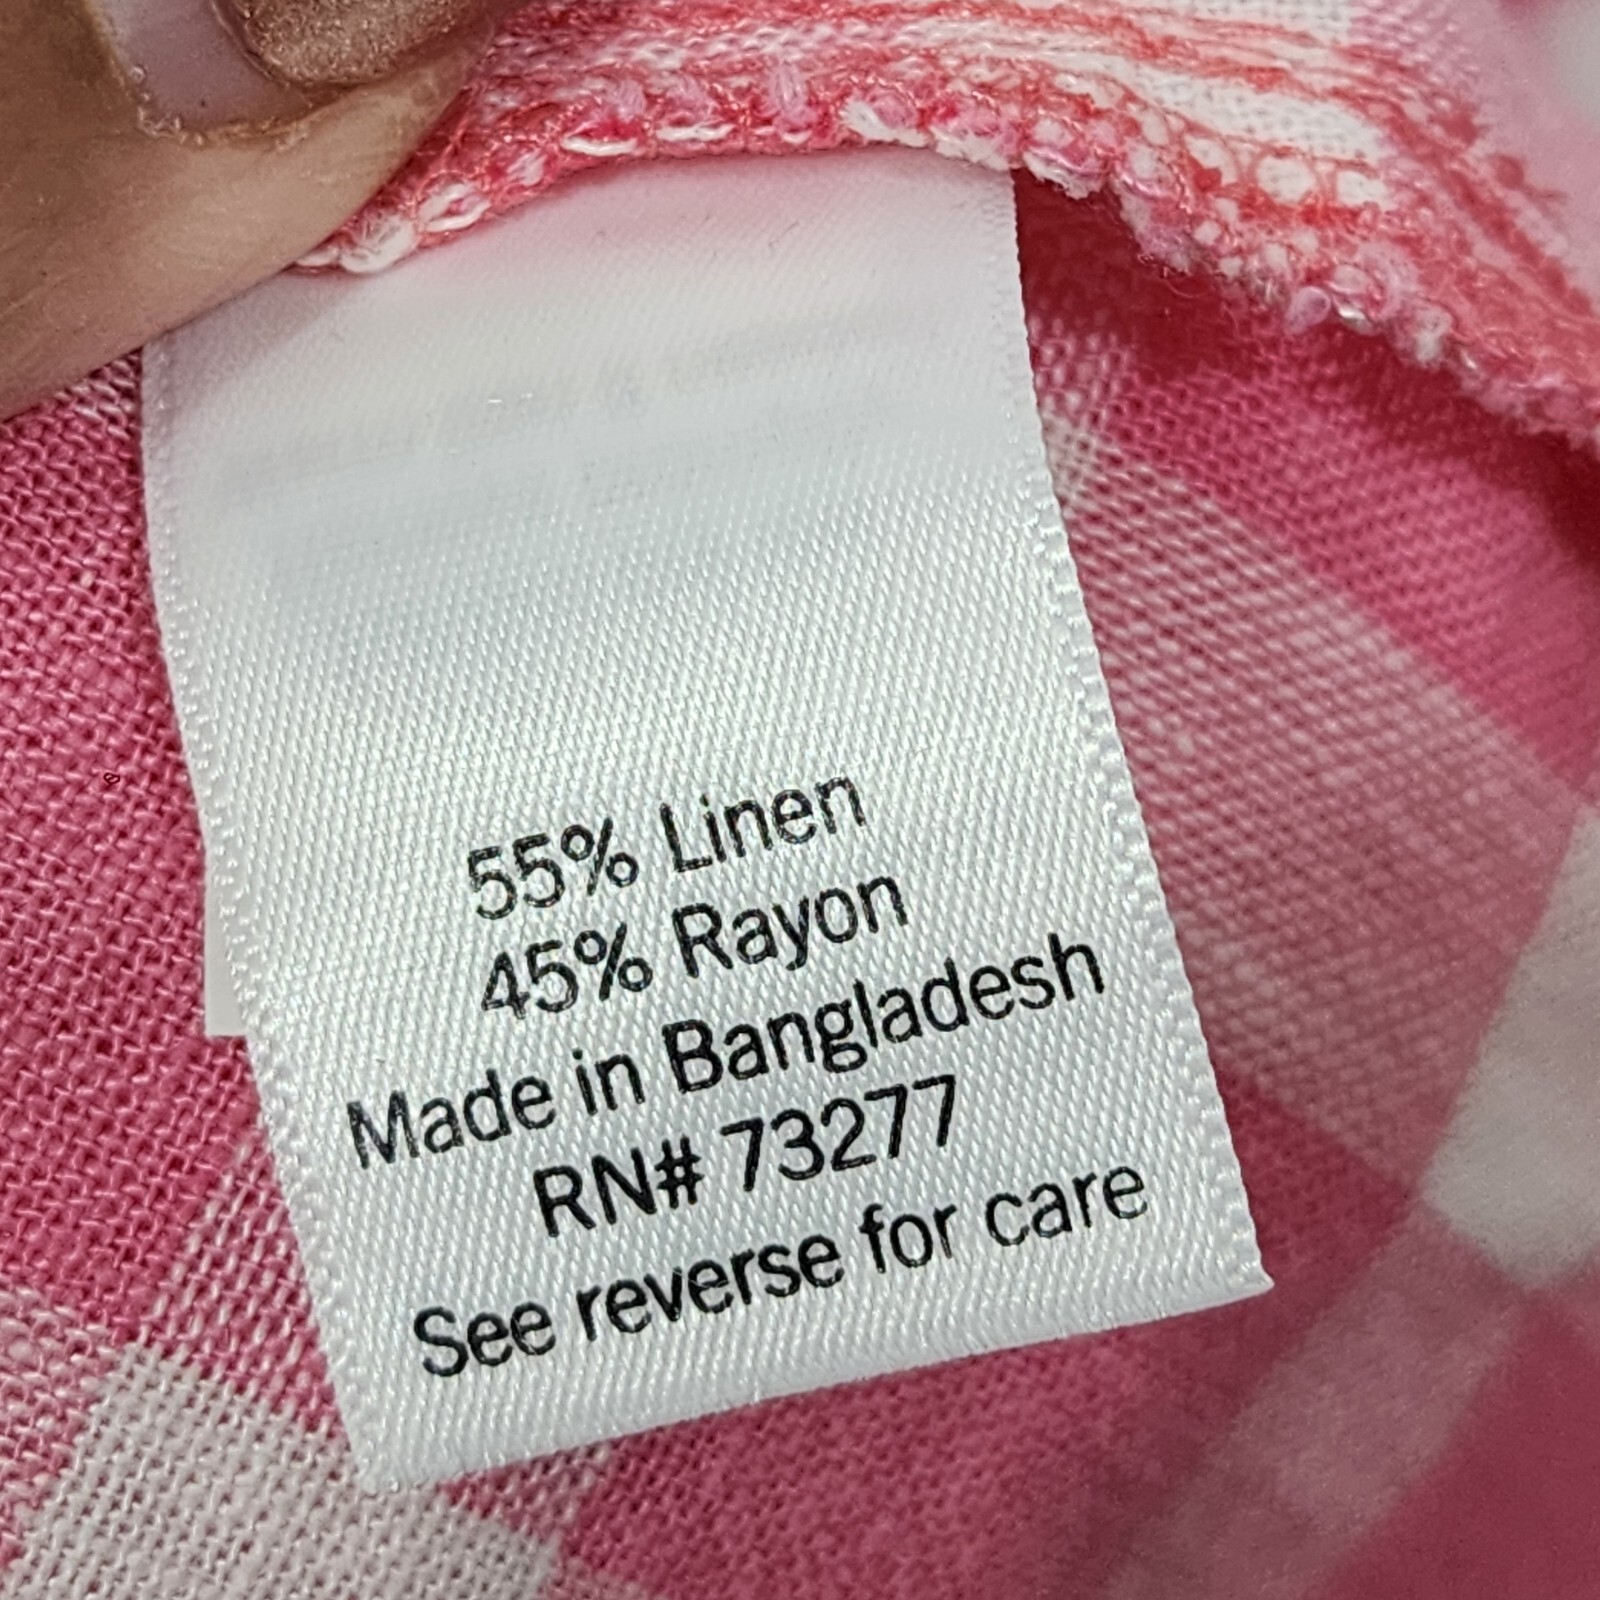 55% Linen
45% Rayon
Made in Bangladesh
RN# 73277
See reverse for care